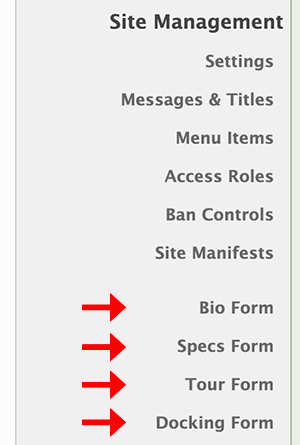 Site Management
Settings
Messages & Titles
Menu Items
Access Roles
Ban Controls
Site Manifests
Bio Form
Specs Form
Tour Form
Docking Form